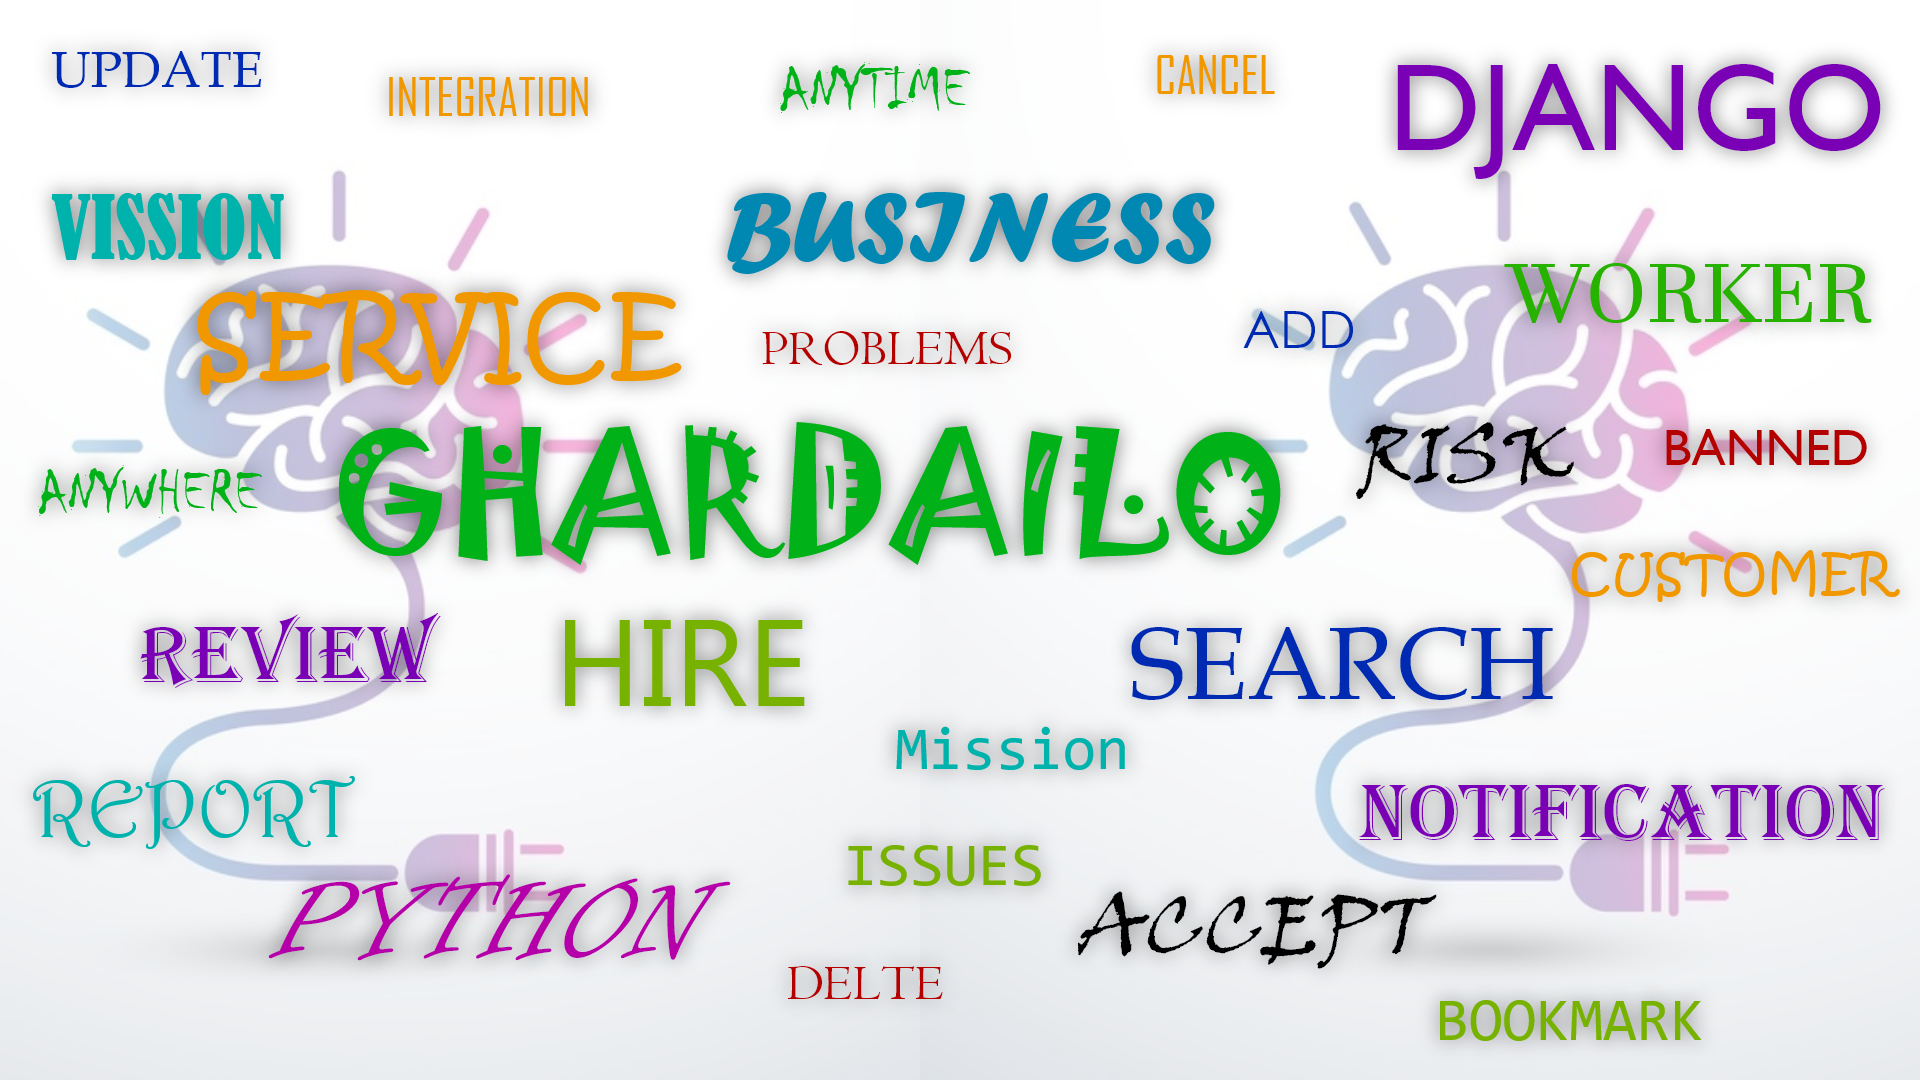 UPDATE
INTEGRATION
ANYTIME
CANCEL
DJANGO
VISSION
BUSINESS
WORKER
SERVICE
PROBLEMS
ADD
GHARDAILO
RISK
BANNED
ANYWHERE
CUSTOMER
REVIEW
HIRE
SEARCH
Mission
REPORT
NOTIFICATION
ISSUES
PYTHON
ACCEPT
DELTE
BOOKMARK